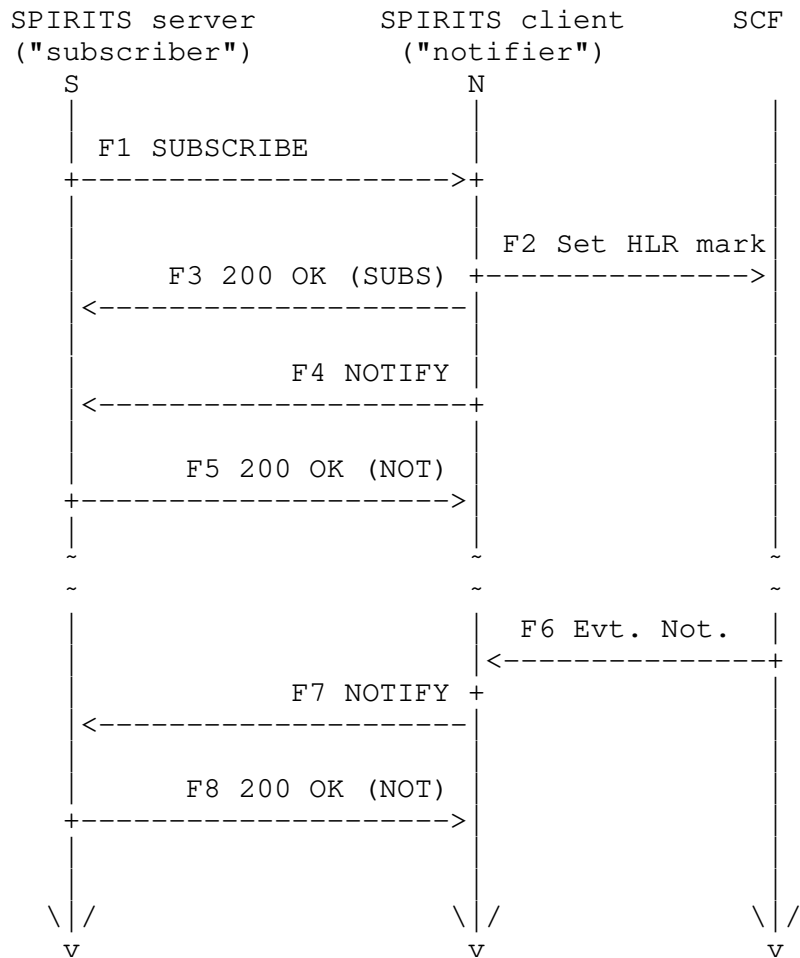 SPIRITS server SPIRITS client SCF
("subscriber") ("notifier")
S N
F1 SUBSCRIBE
F2 Set HLR mark
F3 200 OK (SUBS)
F4 NOTIFY
F5 200 OK (NOT)
~ ~ ~
~ ~ ~
F6 Evt. Not.
F7 NOTIFY
F8 200 OK (NOT)
\|/ \|/ \|/
v v v